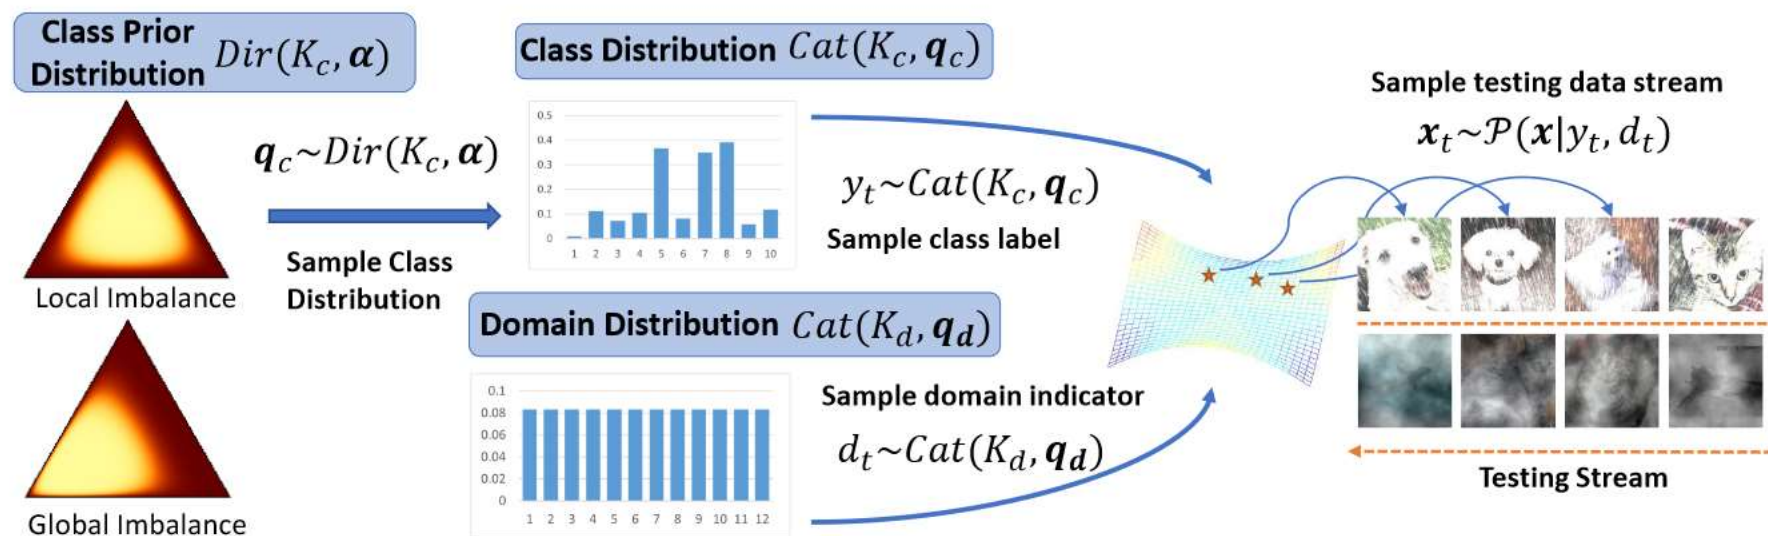 Class Prior
Distribution Dir(K_c, α)
Local Imbalance
Global Imbalance
q_c~Dir(K_c, α)
Sample Class
Distribution
Class Distribution Cat(K_c, q_c)
0.5
0.4
0.3
0.2
0.1
0
1 2 3 4 5 6 7 8 9 10
Domain Distribution Cat(K_d, q_d)
0.1
0.08
0.06
0.04
0.02
0
1 2 3 4 5 6 7 8 9 10 11 12
y_t~Cat(K_c, q_c)
Sample class label
Sample domain indicator
d_t~Cat(K_d, q_d)
Sample testing data stream
x_t~𝒫(x|y_t, d_t)
Testing Stream